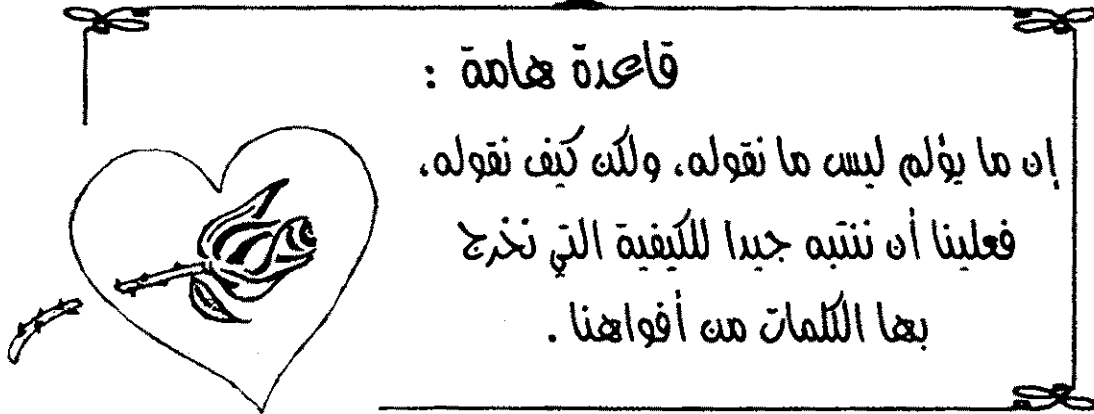 قاعدة هامة :
إن ما يؤلم ليس ما نقوله، ولكن كيف نقوله،
فعلينا أن ننتبه جيدا للكيفية التي تخرج
بها الكلمات من أفواهنا .